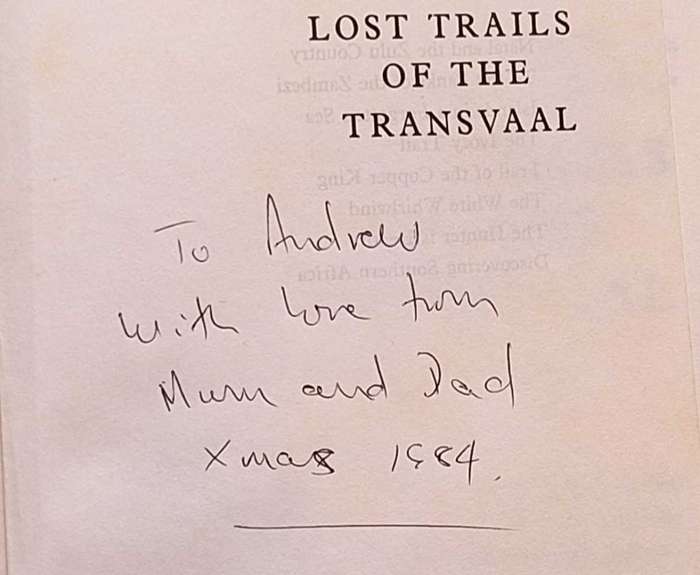 LOST TRAILS
OF THE
TRANSVAAL
To Andrew
with love from
Mum and Dad
Xmas 1984.